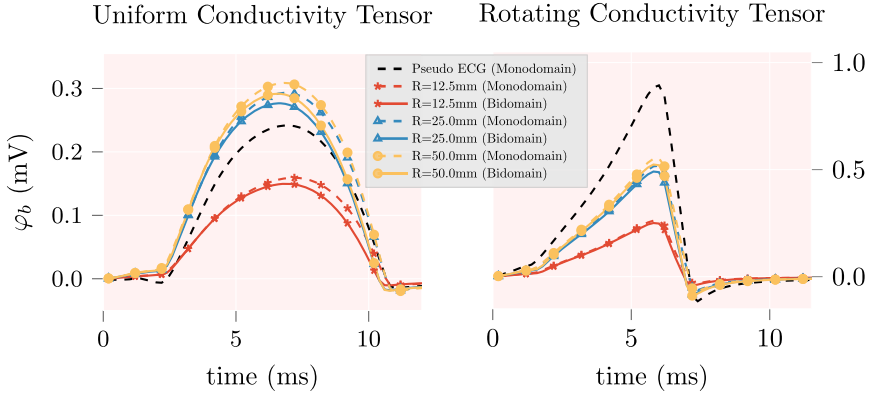 Uniform Conductivity Tensor
Rotating Conductivity Tensor
φb (mV)
0.3
0.2
0.1
0.0
0
5
10
time (ms)
Pseudo ECG (Monodomain)
R=12.5mm (Monodomain)
R=12.5mm (Bidomain)
R=25.0mm (Monodomain)
R=25.0mm (Bidomain)
R=50.0mm (Monodomain)
R=50.0mm (Bidomain)
1.0
0.5
0.0
0
5
10
time (ms)